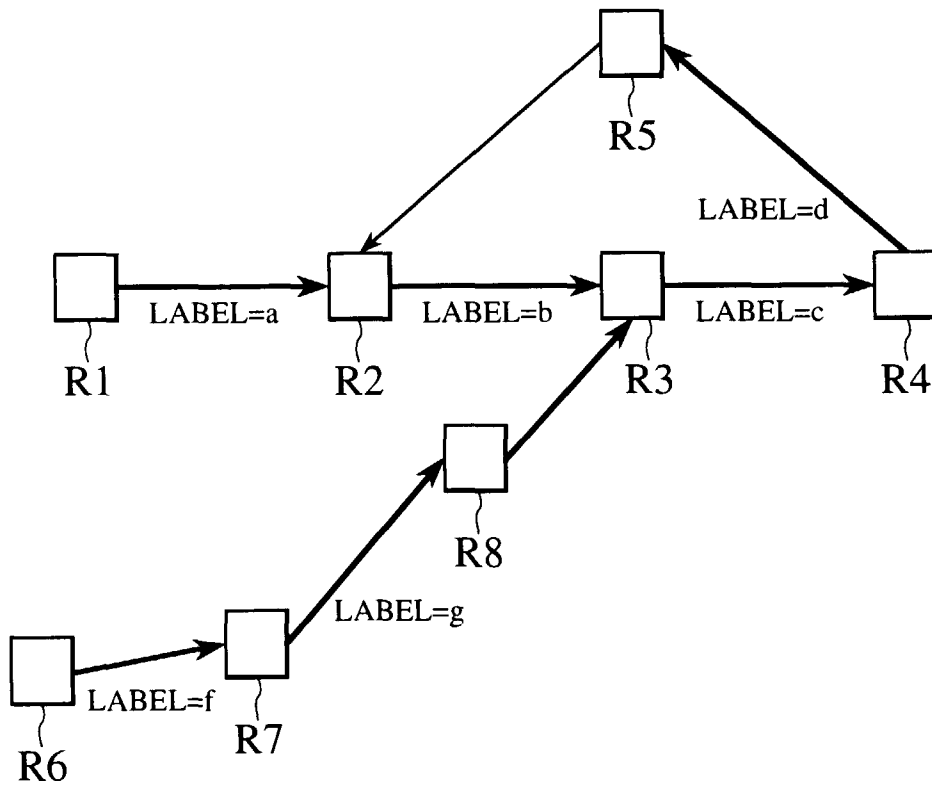 R5
LABEL=d
LABEL=a
LABEL=b
LABEL=c
R1
R2
R3
R4
R8
LABEL=g
LABEL=f
R7
R6